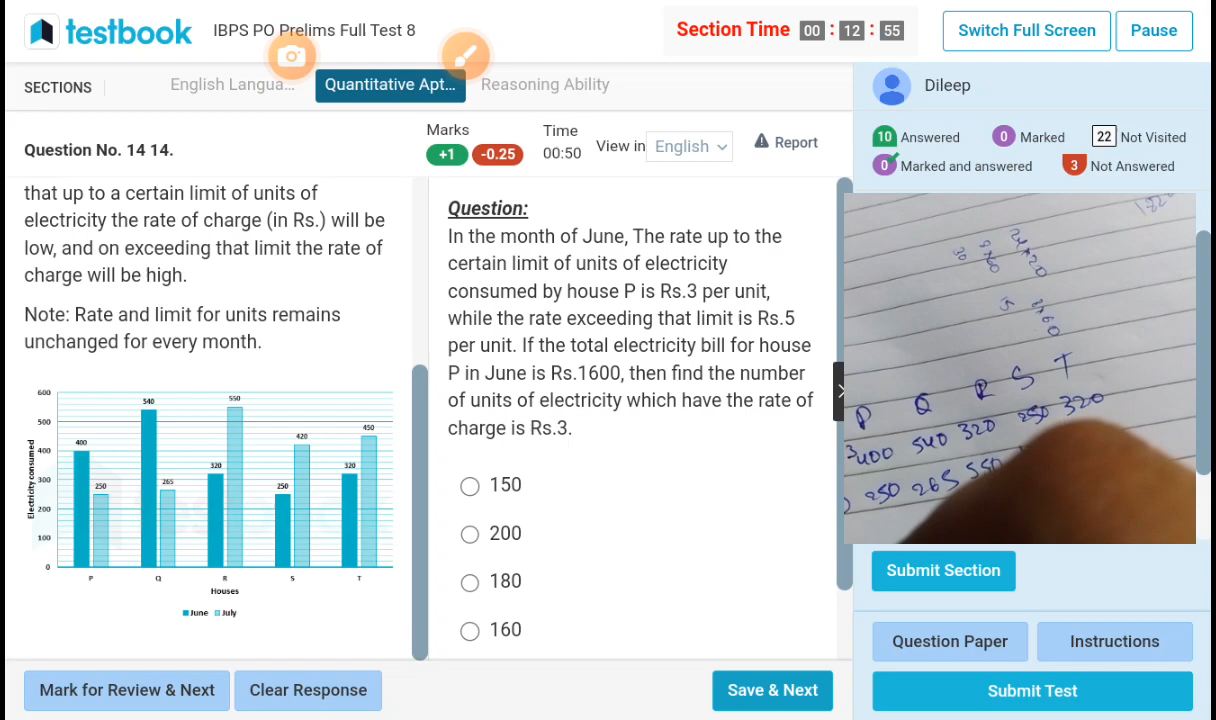 testbook
IBPS PO Prelims Full Test 8
Section Time 00 : 12 : 55
Switch Full Screen
Pause
SECTIONS
English Langua...
Quantitative Apt...
Reasoning Ability
Dileep
Question No. 14 14.
Marks
+1 -0.25
Time
00:50
View in English
Report
10 Answered
0 Marked
22 Not Visited
0 Marked and answered
3 Not Answered
that up to a certain limit of units of
electricity the rate of charge (in Rs.) will be
low, and on exceeding that limit the rate of
charge will be high.
Note: Rate and limit for units remains
unchanged for every month.
Electricity consumed
600
500
400
300
200
100
0
400
250
540
265
320
550
250
420
320
450
P Q R S T
Houses
June July
Question:
In the month of June, The rate up to the
certain limit of units of electricity
consumed by house P is Rs.3 per unit,
while the rate exceeding that limit is Rs.5
per unit. If the total electricity bill for house
P in June is Rs.1600, then find the number
of units of electricity which have the rate of
charge is Rs.3.
150
200
180
160
P Q R S T
400 540 320 250 320
250 265 550
Submit Section
Question Paper
Instructions
Mark for Review & Next
Clear Response
Save & Next
Submit Test